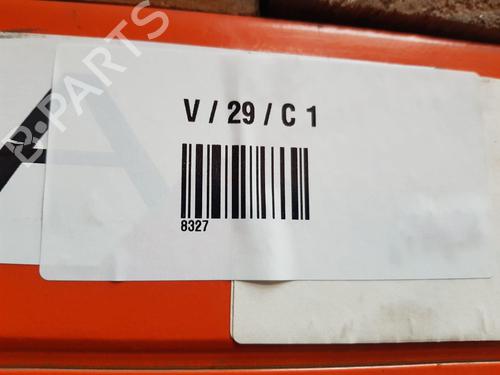 B-PARTS
A
V / 29 / C 1
8327